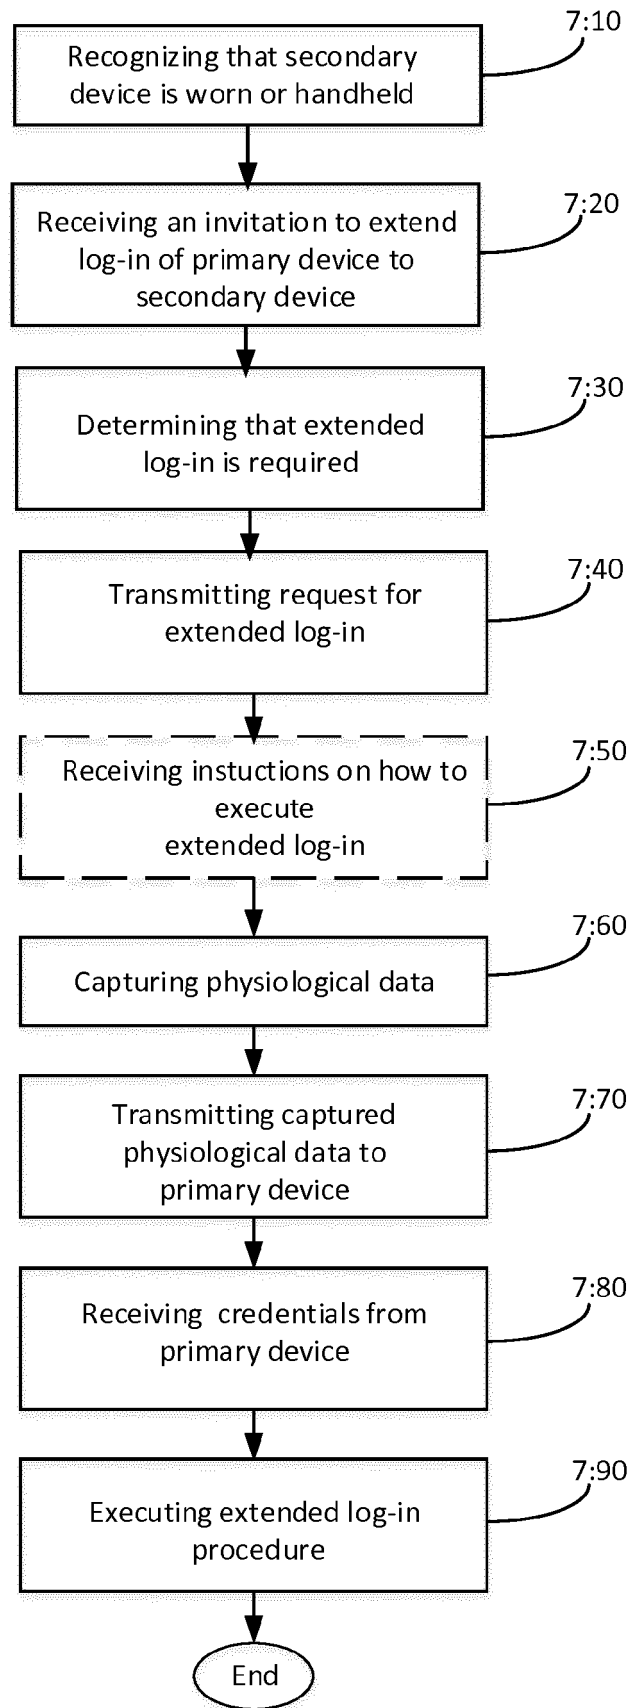 7:10
Recognizing that secondary
device is worn or handheld
7:20
Receiving an invitation to extend
log-in of primary device to
secondary device
7:30
Determining that extended
log-in is required
7:40
Transmitting request for
extended log-in
7:50
Receiving instuctions on how to
execute
extended log-in
7:60
Capturing physiological data
7:70
Transmitting captured
physiological data to
primary device
7:80
Receiving credentials from
primary device
7:90
Executing extended log-in
procedure
End